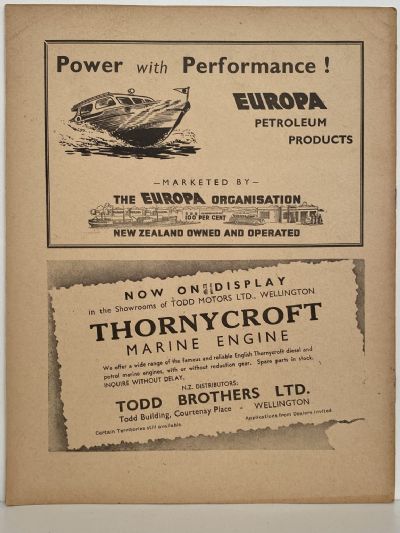 Power with Performance !
EUROPA
PETROLEUM
PRODUCTS
—MARKETED BY—
THE EUROPA ORGANISATION
100 PER CENT
NEW ZEALAND OWNED AND OPERATED
NOW ON DISPLAY
in the Showrooms of TODD MOTORS LTD., WELLINGTON
THORNYCROFT
MARINE ENGINE
We offer a wide range of the famous and reliable English Thornycroft diesel and
petrol marine engines, with or without reduction gear. Spare parts in stock.
INQUIRE WITHOUT DELAY.
N.Z. DISTRIBUTORS:
TODD BROTHERS LTD.
Todd Building, Courtenay Place - WELLINGTON
Certain Territories still available. Applications from Dealers invited.